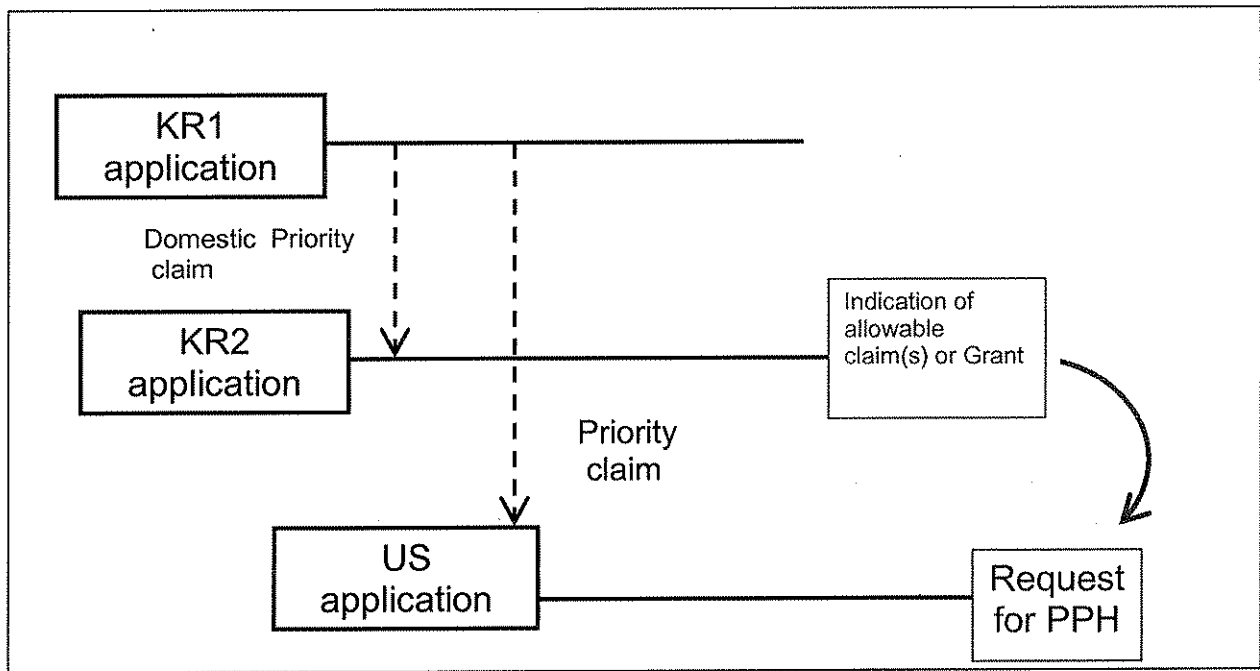 KR1
application
Domestic Priority
claim
KR2
application
Indication of
allowable
claim(s) or Grant
Priority
claim
US
application
Request
for PPH